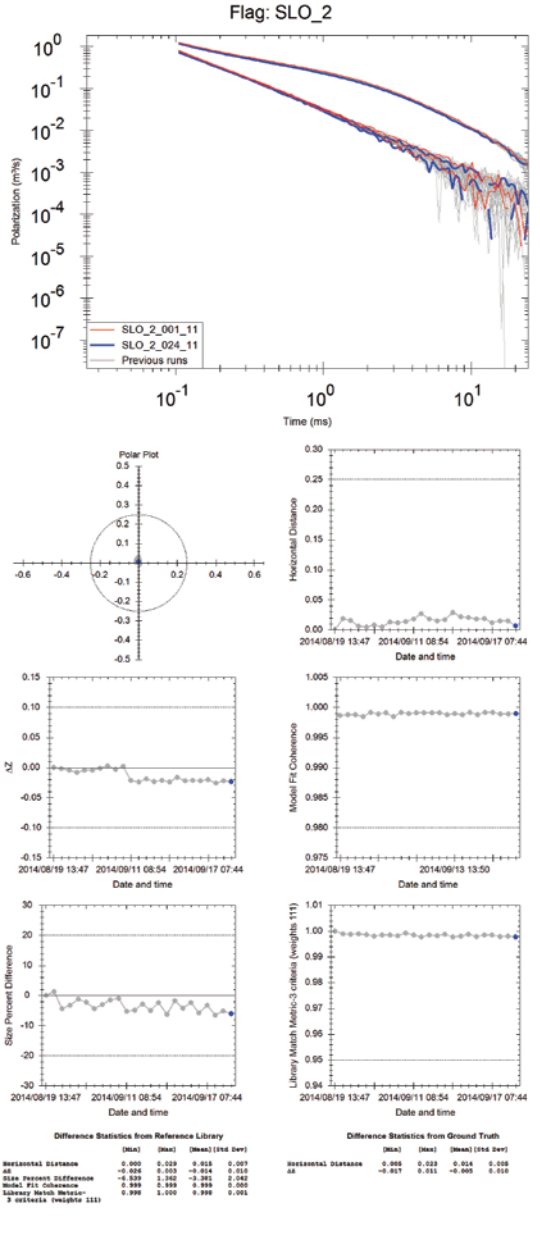 Flag: SLO_2
10⁰
10⁻¹
10⁻²
10⁻³
10⁻⁴
10⁻⁵
10⁻⁶
10⁻⁷
Polarization (m³/s)
SLO_2_001_11
SLO_2_024_11
Previous runs
10⁻¹ 10⁰ 10¹
Time (ms)
Polar Plot
0.5
0.4
0.3
0.2
0.1
-0.6 -0.4 -0.2 0.2 0.4 0.6
-0.1
-0.2
-0.3
-0.4
-0.5
Horizontal Distance
0.30
0.25
0.20
0.15
0.10
0.05
0.00
2014/08/19 13:47 2014/09/11 08:54 2014/09/17 07:44
Date and time
ΔZ
0.15
0.10
0.05
0.00
-0.05
-0.10
-0.15
2014/08/19 13:47 2014/09/11 08:54 2014/09/17 07:44
Date and time
Model Fit Coherence
1.005
1.000
0.995
0.990
0.985
0.980
0.975
2014/08/19 13:47 2014/09/13 13:50
Date and time
Size Percent Difference
30
20
10
0
-10
-20
-30
2014/08/19 13:47 2014/09/11 08:54 2014/09/17 07:44
Date and time
Library Match Metric-3 criteria (weights 111)
1.01
1.00
0.99
0.98
0.97
0.96
0.95
0.94
2014/08/19 13:47 2014/09/11 08:54 2014/09/17 07:44
Date and time
Difference Statistics from Reference Library
[Min] [Max] [Mean] [Std Dev]
Horizontal Distance 0.000 0.029 0.015 0.007
-0.026 0.003 -0.014 0.010
Size Percent Difference -6.539 1.362 -3.381 2.062
Model Fit Coherence 0.999 0.999 0.999 0.000
Library Match Metric- 0.998 1.000 0.998 0.001
3 criteria (weights 111)
Difference Statistics from Ground Truth
[Min] [Max] [Mean] [Std Dev]
Horizontal Distance 0.005 0.023 0.014 0.005
-0.017 0.011 -0.005 0.010